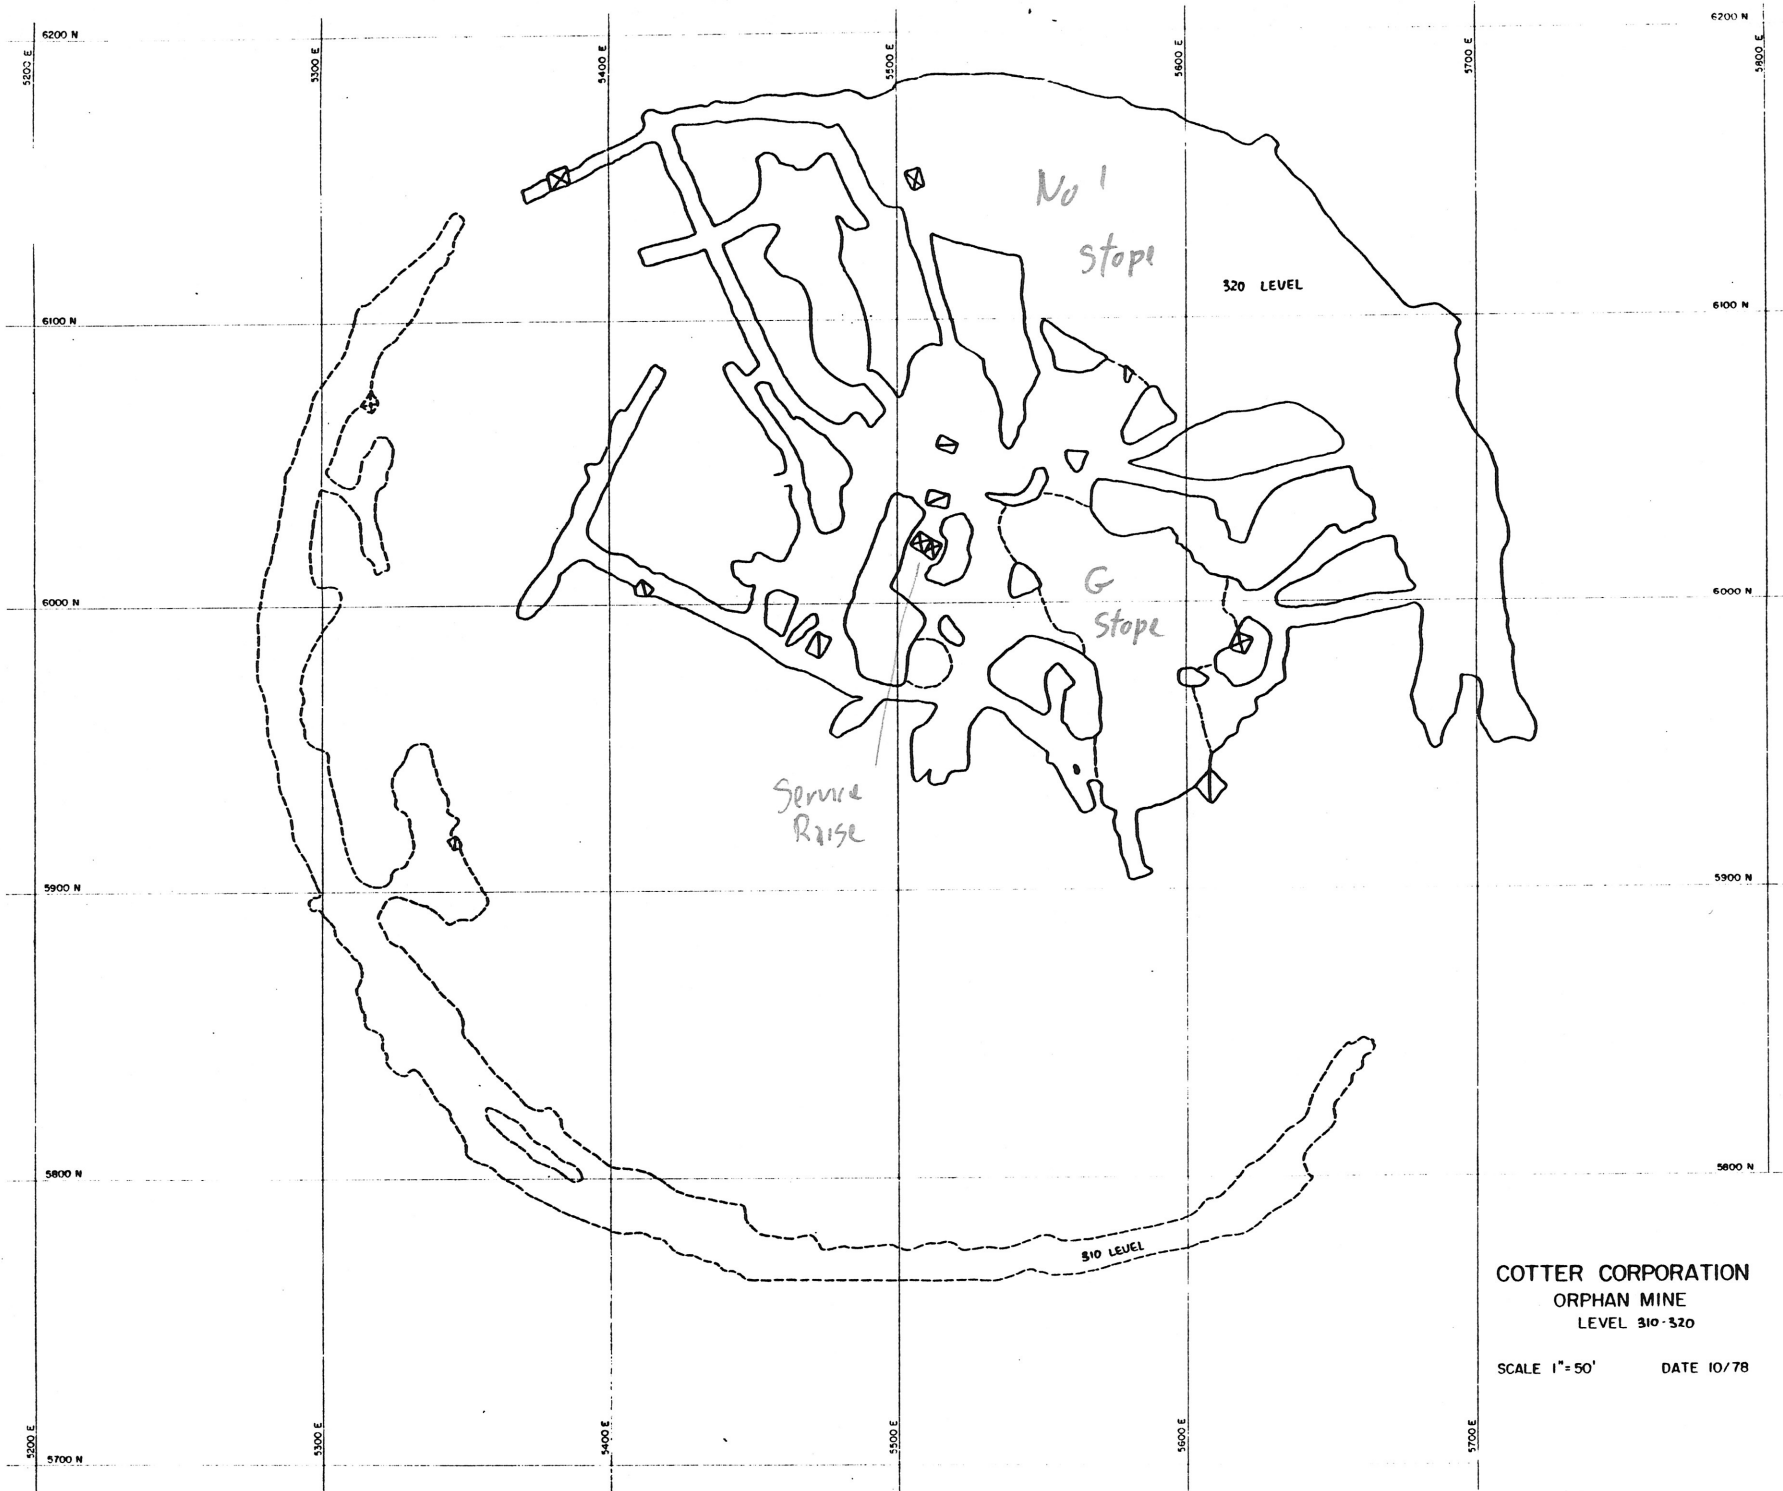 6200 N
6200 N
5200 E
5300 E
5400 E
5500 E
5600 E
5700 E
5800 E
No 1
Stope
320 LEVEL
6100 N
6100 N
G
Stope
6000 N
6000 N
Service
Raise
5900 N
5900 N
5800 N
5800 N
310 LEVEL
COTTER CORPORATION
ORPHAN MINE
LEVEL 310-320
SCALE 1"=50' DATE 10/78
5200 E
5300 E
5400 E
5500 E
5600 E
5700 E
5700 N